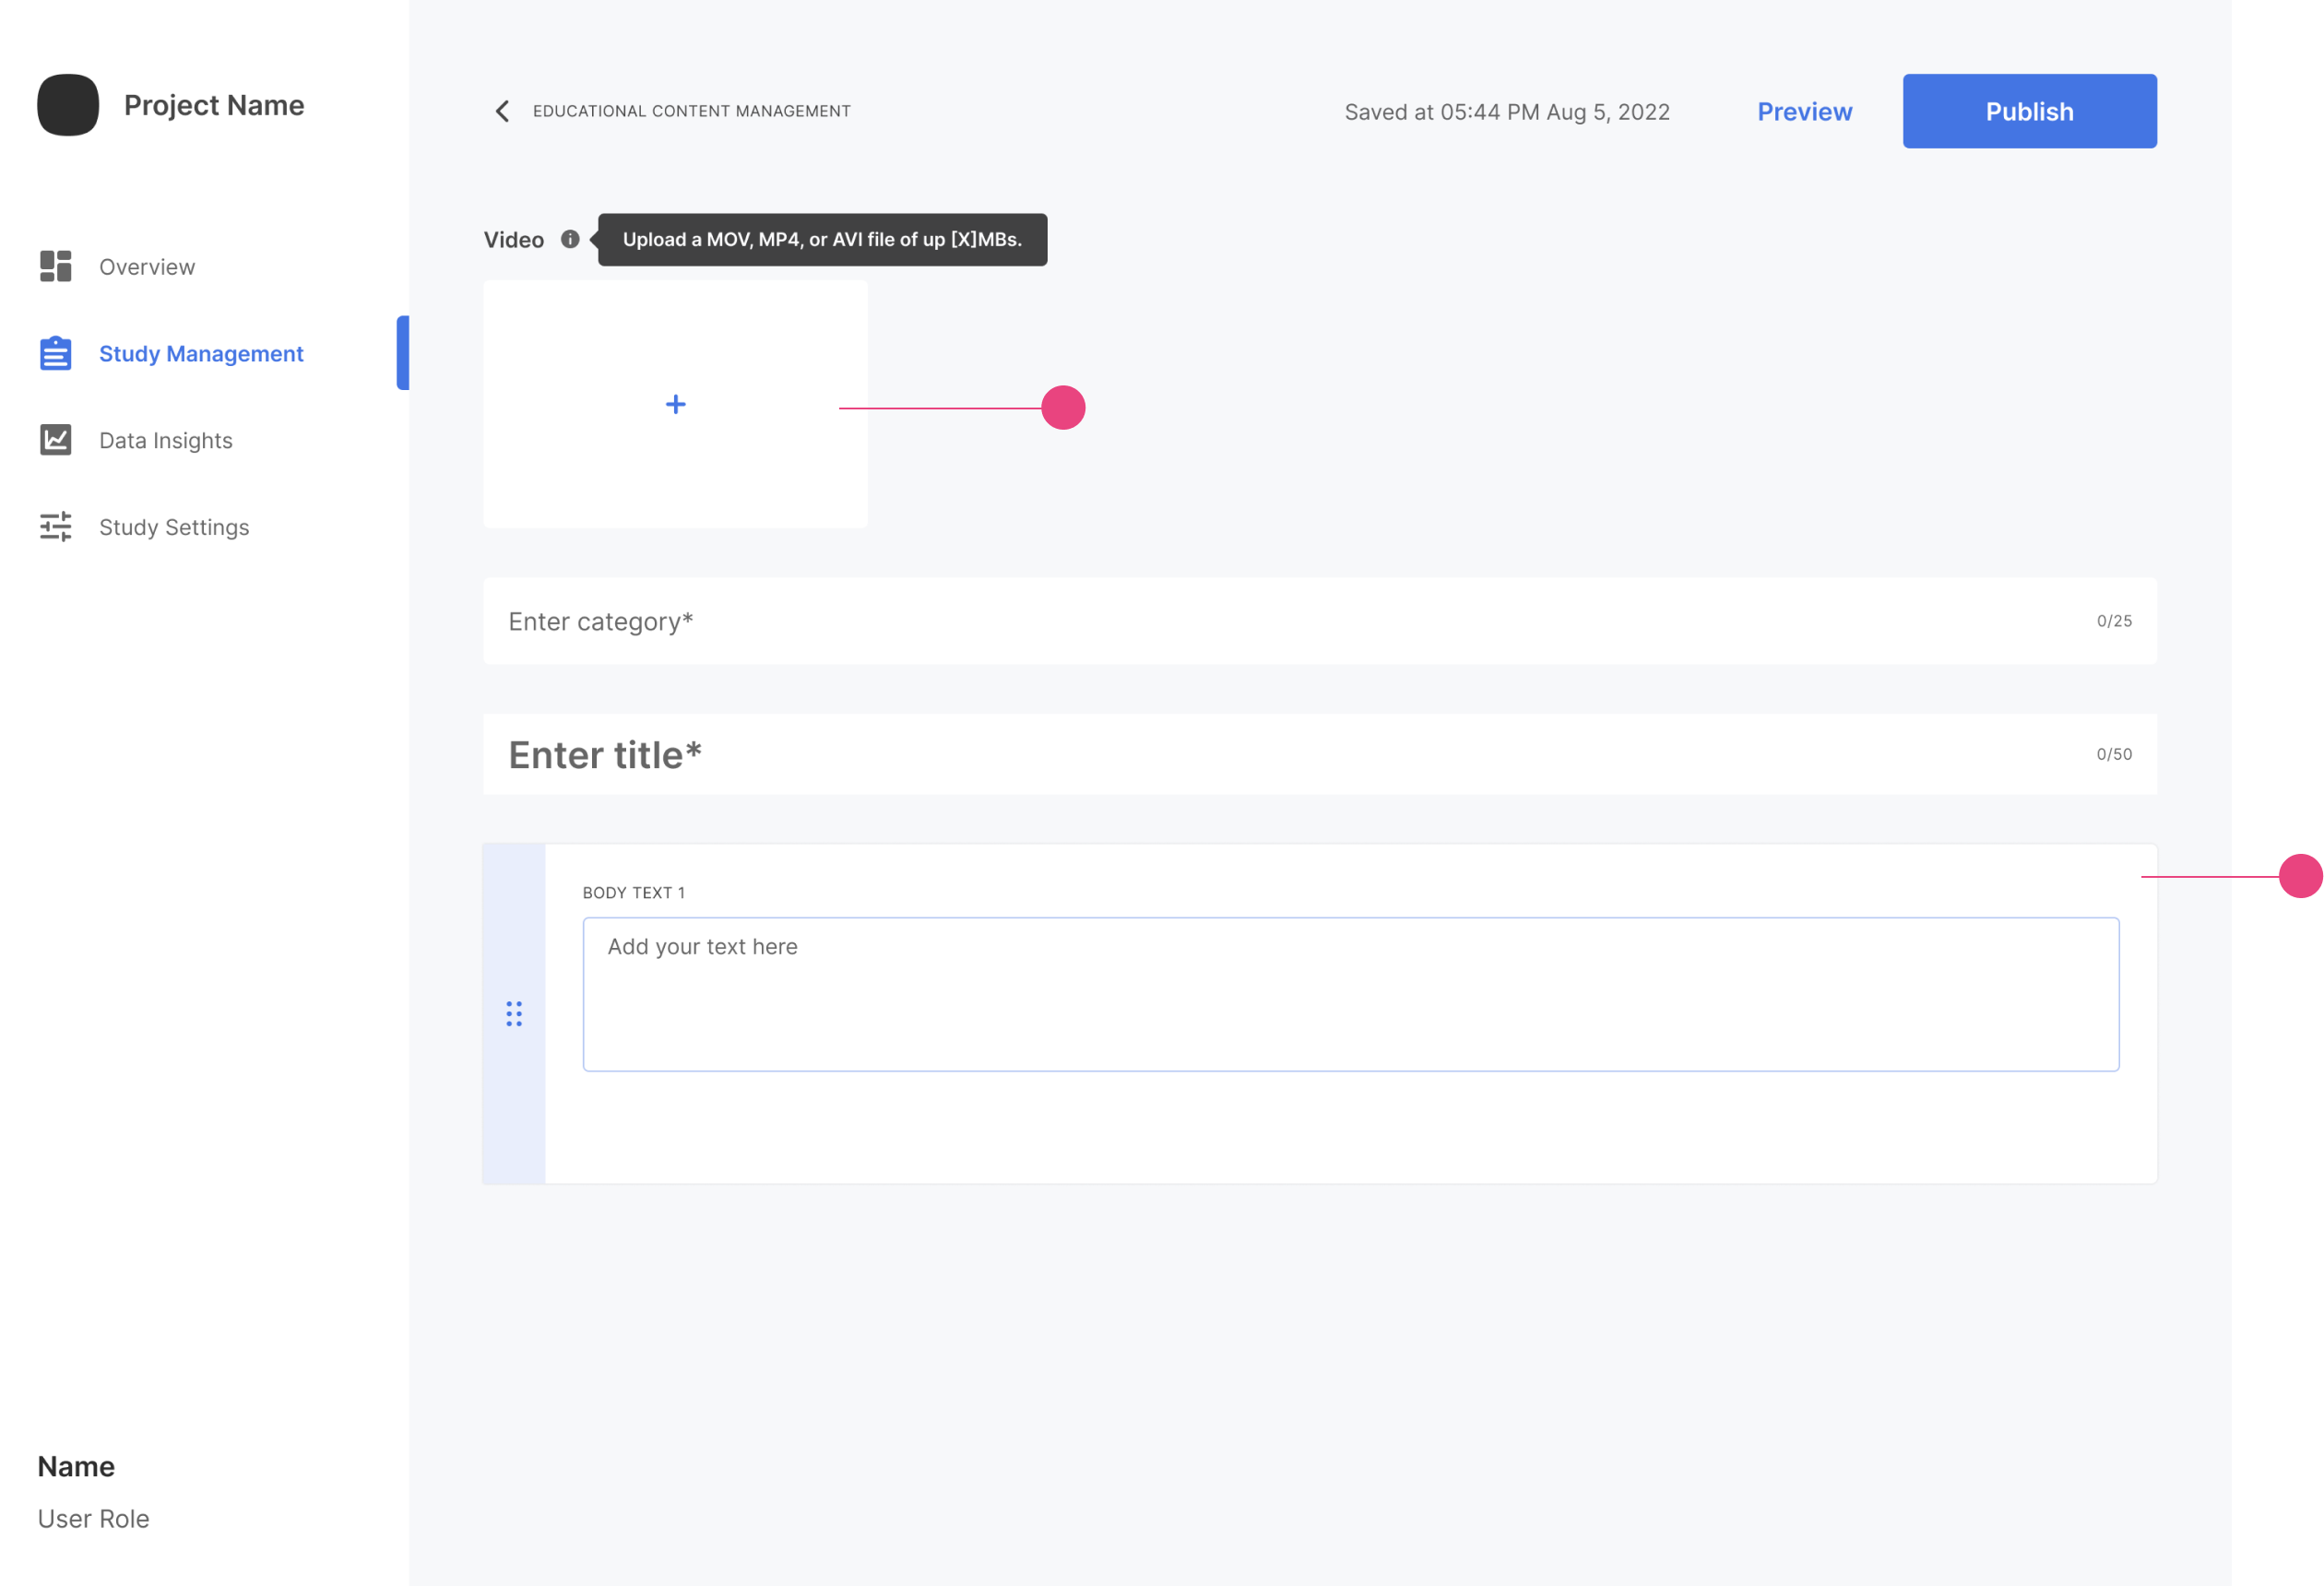 Project Name
Overview
Study Management
Data Insights
Study Settings
Name
User Role
EDUCATIONAL CONTENT MANAGEMENT
Saved at 05:44 PM Aug 5, 2022
Preview
Publish
Video
Upload a MOV, MP4, or AVI file of up [X]MBs.
Enter category*
0/25
Enter title*
0/50
BODY TEXT 1
Add your text here